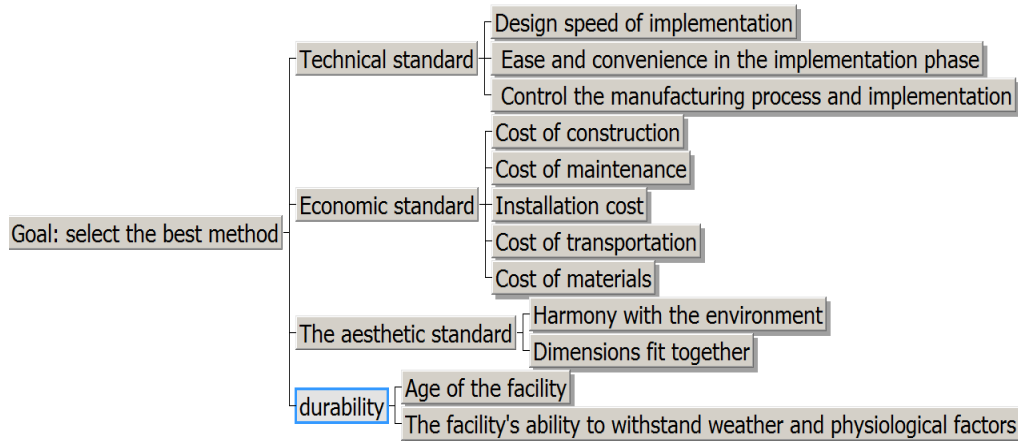 Goal: select the best method
Technical standard
Design speed of implementation
Ease and convenience in the implementation phase
Control the manufacturing process and implementation
Economic standard
Cost of construction
Cost of maintenance
Installation cost
Cost of transportation
Cost of materials
The aesthetic standard
Harmony with the environment
Dimensions fit together
durability
Age of the facility
The facility's ability to withstand weather and physiological factors